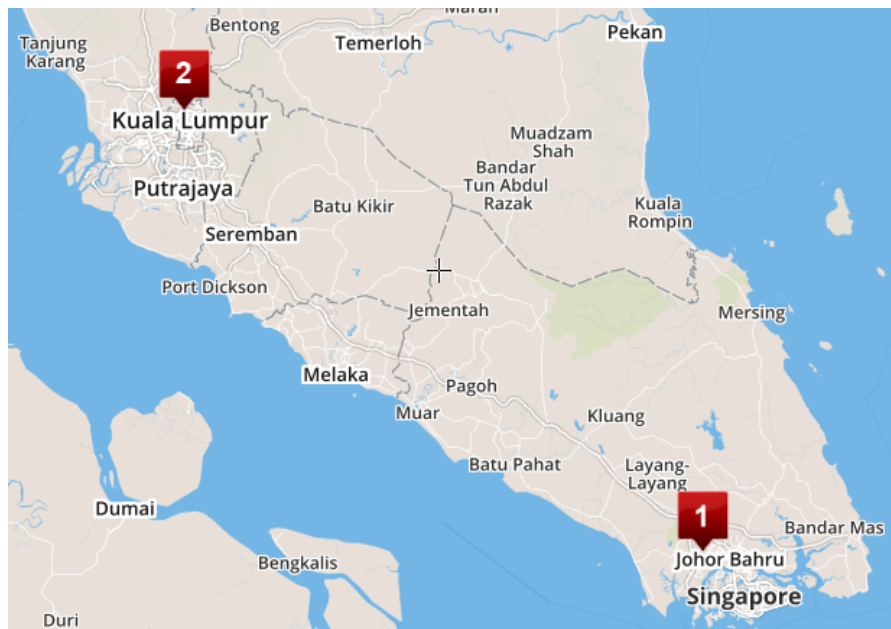 Maran
Bentong
Tanjung
Karang
Temerloh
Pekan
2
Kuala Lumpur
Muadzam
Shah
Bandar
Tun Abdul
Razak
Putrajaya
Batu Kikir
Kuala
Rompin
Seremban
Port Dickson
Jementah
Mersing
Melaka
Pagoh
Muar
Kluang
Batu Pahat
Layang-
Layang
Dumai
1
Bandar Mas
Bengkalis
Johor Bahru
Singapore
Duri